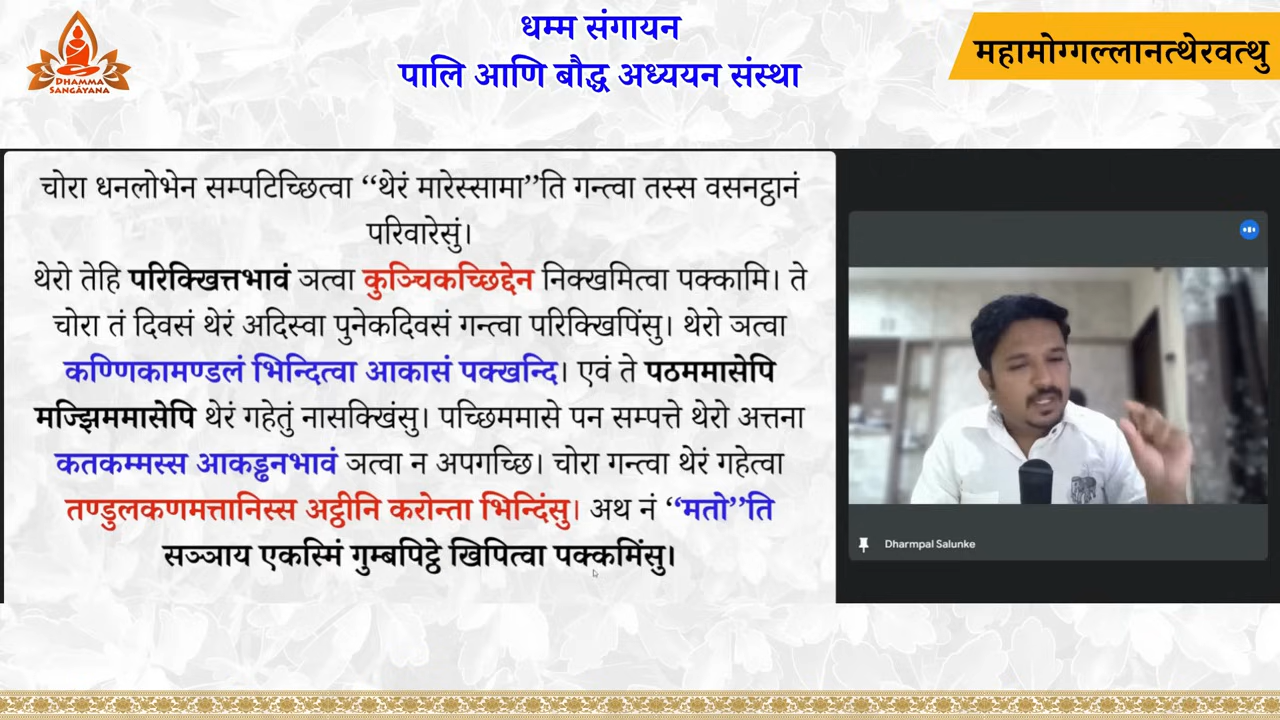 धम्म संगायन
पालि आणि बौद्ध अध्ययन संस्था
महामोग्गल्लानत्थेरवत्थु
DHAMMA
SANGĀYANA
चोरा धनलोभेन सम्पटिच्छित्वा ‘‘थेरं मारेस्सामा’’ति गन्त्वा तस्स वसनट्ठानं
परिवारेसुं।
थेरो तेहि परिक्खित्तभावं ञत्वा कुञ्चिकच्छिद्देन निक्खमित्वा पक्कामि। ते
चोरा तं दिवसं थेरं अदिस्वा पुनेकदिवसं गन्त्वा परिक्खिपिंसु। थेरो ञत्वा
कण्णिकामण्डलं भिन्दित्वा आकासं पक्खन्दि। एवं ते पठममासेपि
मज्झिममासेपि थेरं गहेतुं नासक्खिंसु। पच्छिममासे पन सम्पत्ते थेरो अत्तना
कतकम्मस्स आकड्ढनभावं ञत्वा न अपगच्छि। चोरा गन्त्वा थेरं गहेत्वा
तण्डुलकणमत्तानिस्स अट्ठीनि करोन्ता भिन्दिंसु। अथ नं ‘‘मतो’’ति
सञ्ञाय एकस्मिं गुम्बपिट्ठे खिपित्वा पक्कमिंसु।
Dharmpal Salunke